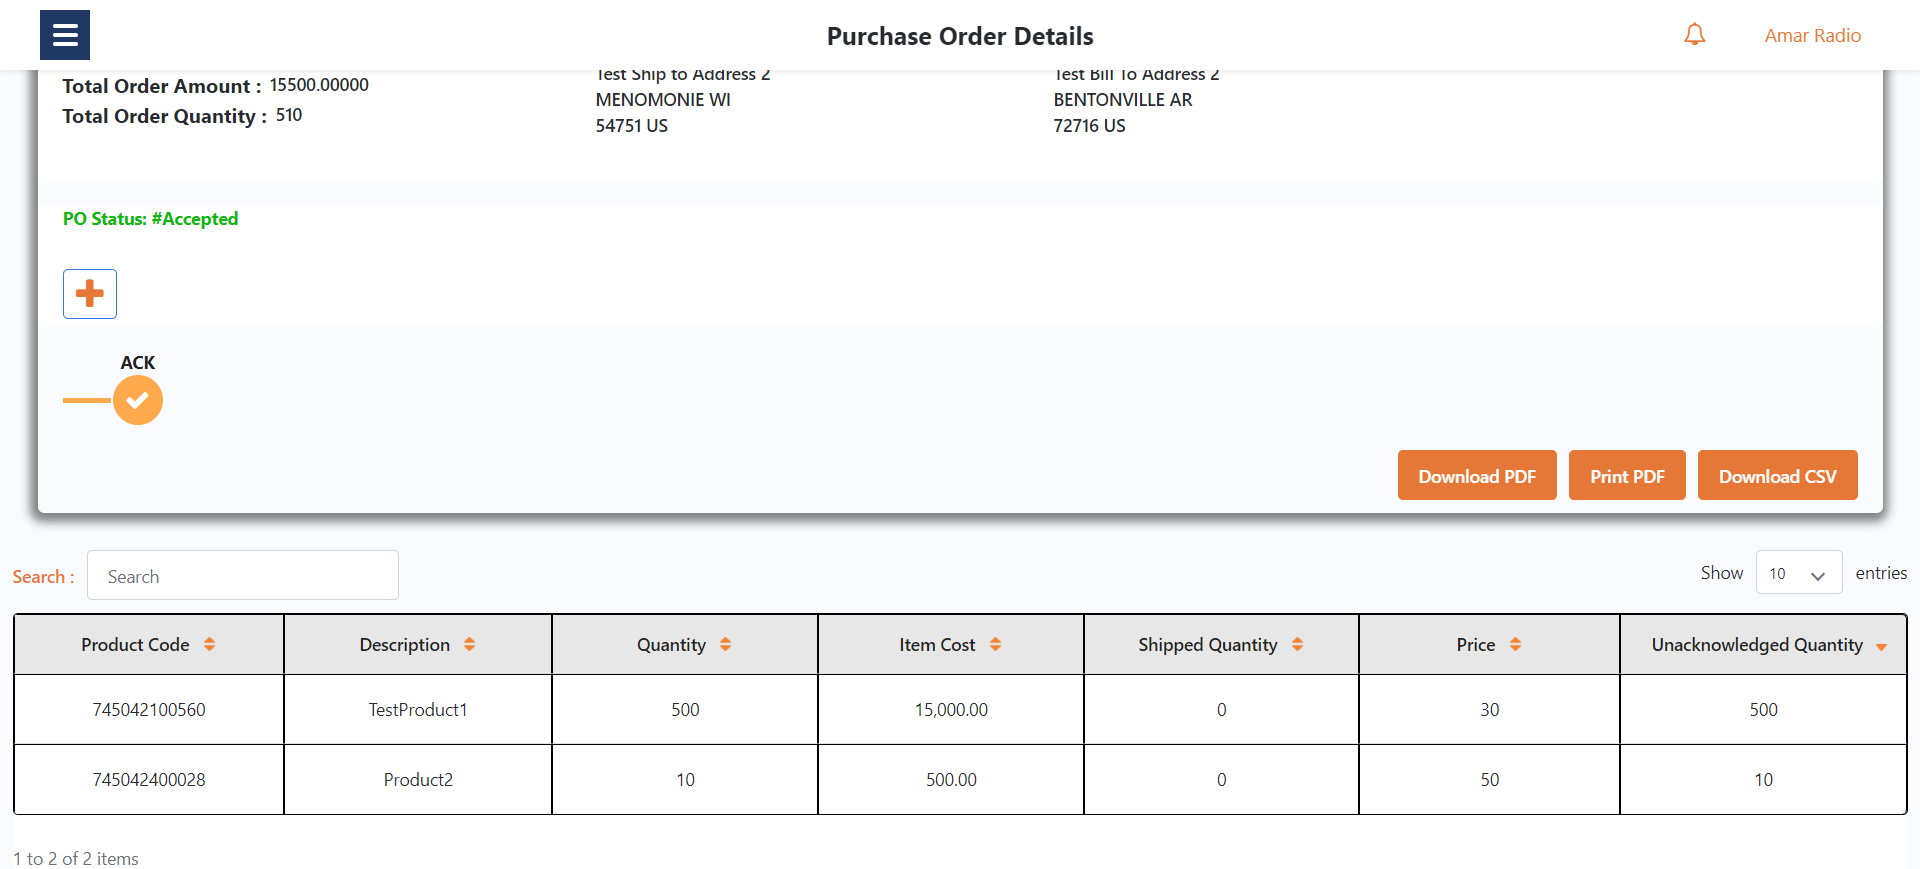 Purchase Order Details
Amar Radio
Total Order Amount : 15500.00000
Total Order Quantity : 510
Test Ship to Address 2
MENOMONIE WI
54751 US
Test Bill To Address 2
BENTONVILLE AR
72716 US
PO Status: #Accepted
ACK
Download PDF
Print PDF
Download CSV
Search :
Search
Show 10 entries
Product Code Description Quantity Item Cost Shipped Quantity Price Unacknowledged Quantity
745042100560 TestProduct1 500 15,000.00 0 30 500
745042400028 Product2 10 500.00 0 50 10
1 to 2 of 2 items